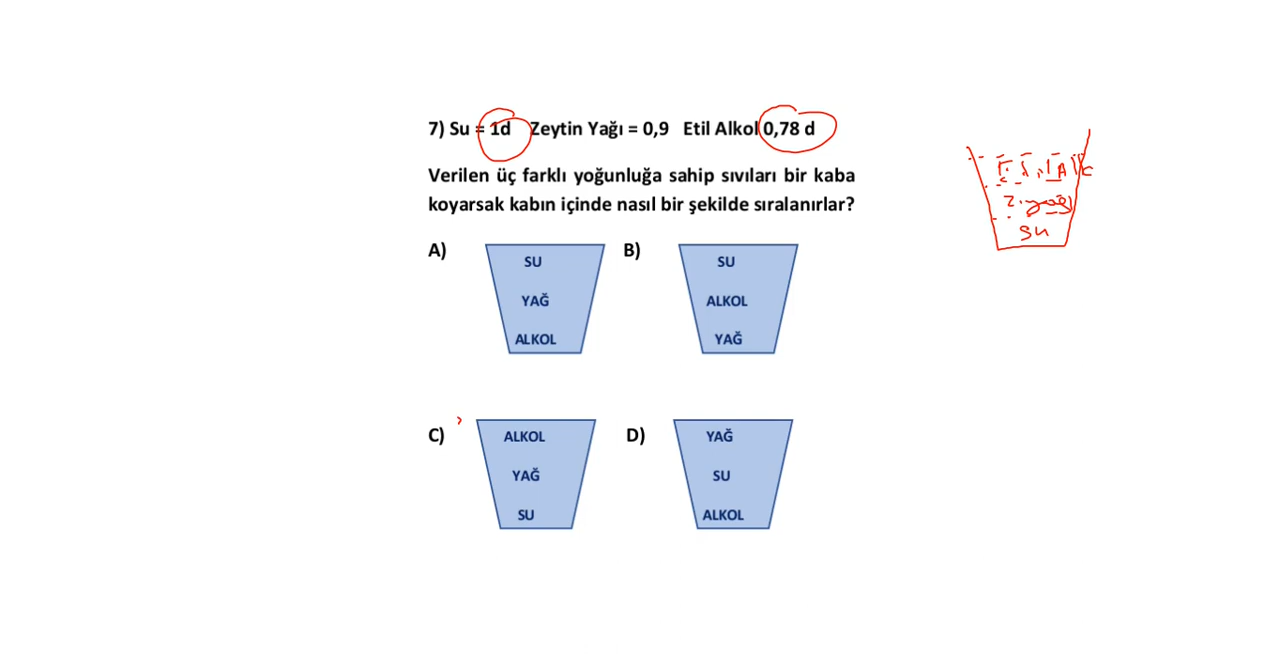 7) Su = 1d Zeytin Yağı = 0,9 Etil Alkol 0,78 d
Verilen üç farklı yoğunluğa sahip sıvıları bir kaba
koyarsak kabın içinde nasıl bir şekilde sıralanırlar?
A)
SU
YAĞ
ALKOL
B)
SU
ALKOL
YAĞ
C)
ALKOL
YAĞ
SU
D)
YAĞ
SU
ALKOL
Z.yağı
su